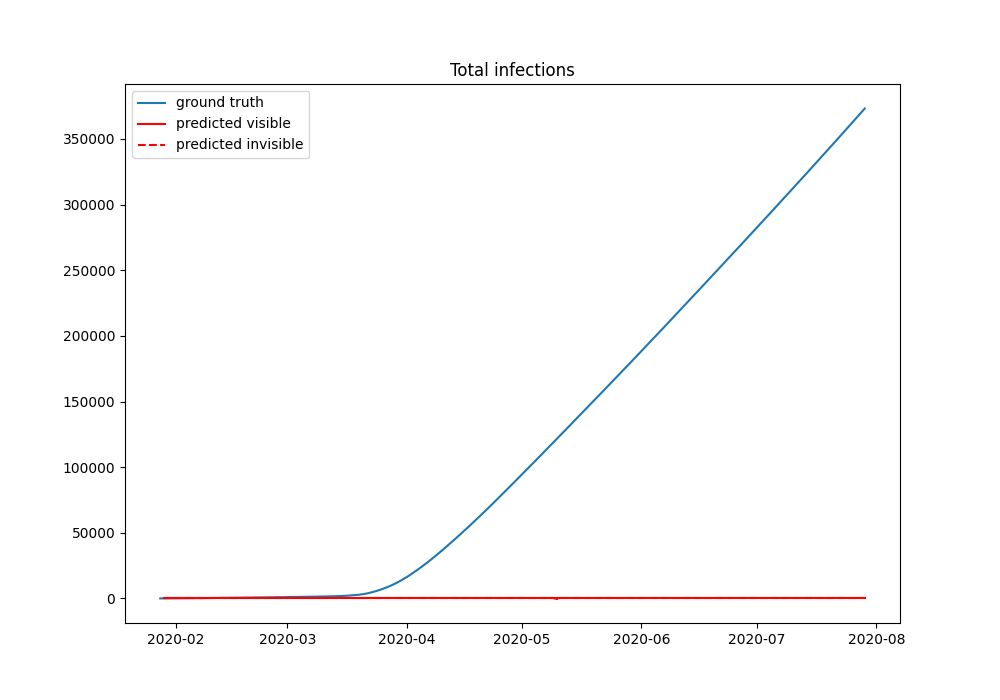 Total infections
ground truth
predicted visible
predicted invisible
350000
300000
250000
200000
150000
100000
50000
0
2020-02 2020-03 2020-04 2020-05 2020-06 2020-07 2020-08